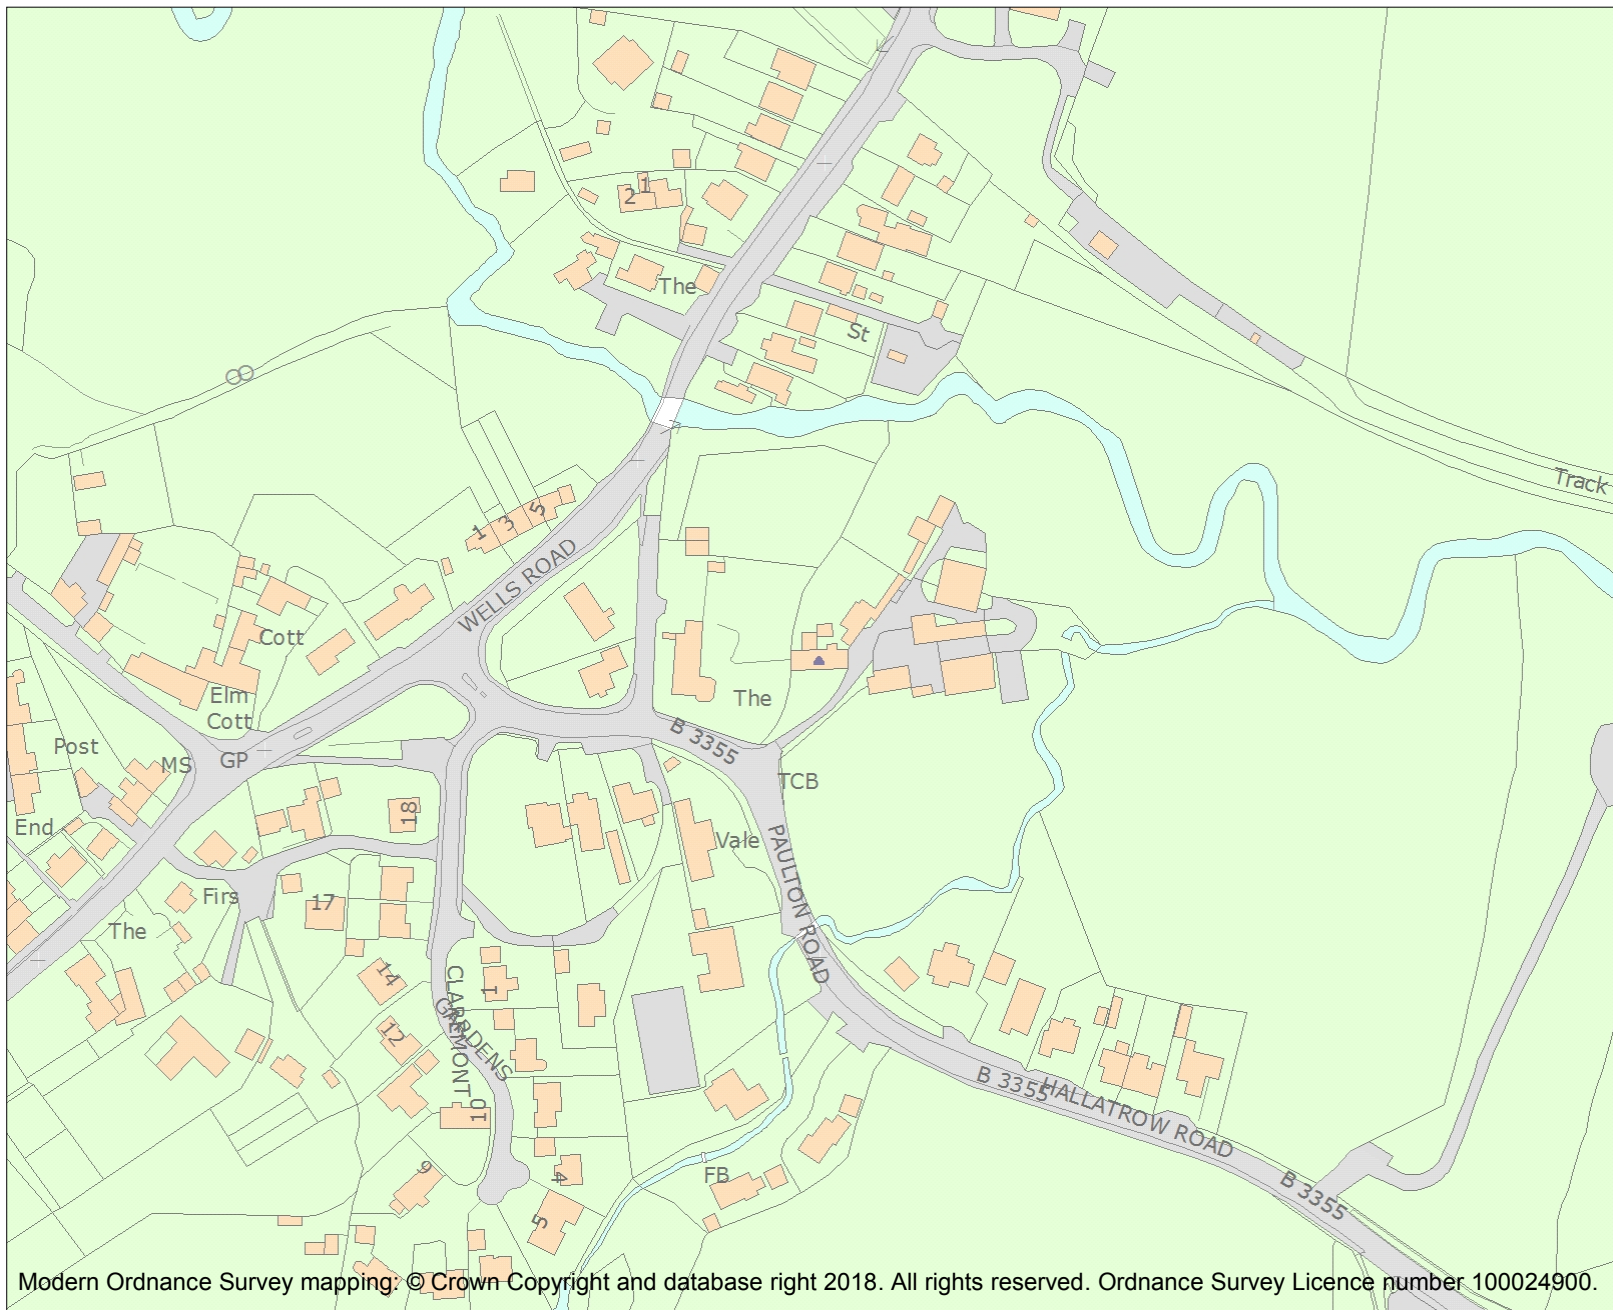 2 1
The
St
Track
1 3 5
WELLS ROAD
Cott
Elm
Cott
The
B 3355
Post
MS
GP
TCB
18
End
Vale
PAULTON ROAD
Firs
17
The
14
1
CLAREMONT
GARDENS
12
B 3355
HALLATROW ROAD
10
9
4
FB
B 3355
5
Modern Ordnance Survey mapping: © Crown Copyright and database right 2018. All rights reserved. Ordnance Survey Licence number 100024900.